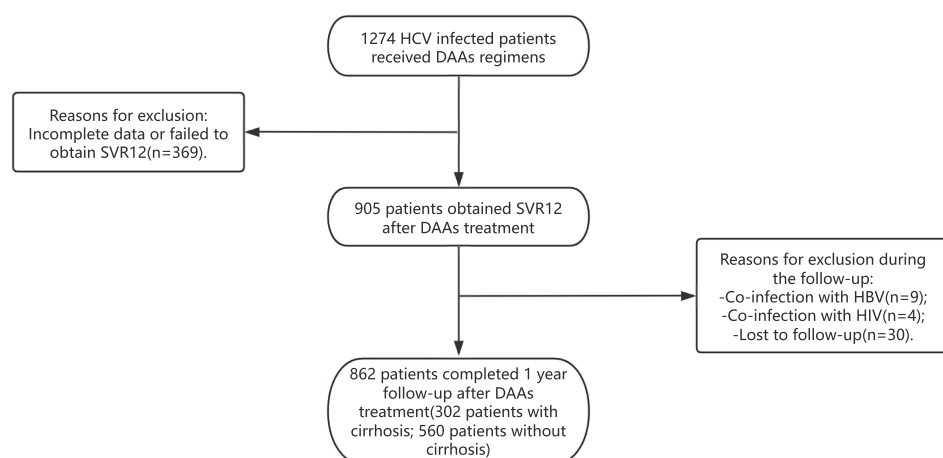 1274 HCV infected patients
received DAAs regimens
Reasons for exclusion:
Incomplete data or failed to
obtain SVR12(n=369).
905 patients obtained SVR12
after DAAs treatment
Reasons for exclusion during
the follow-up:
-Co-infection with HBV(n=9);
-Co-infection with HIV(n=4);
-Lost to follow-up(n=30).
862 patients completed 1 year
follow-up after DAAs
treatment(302 patients with
cirrhosis; 560 patients without
cirrhosis)